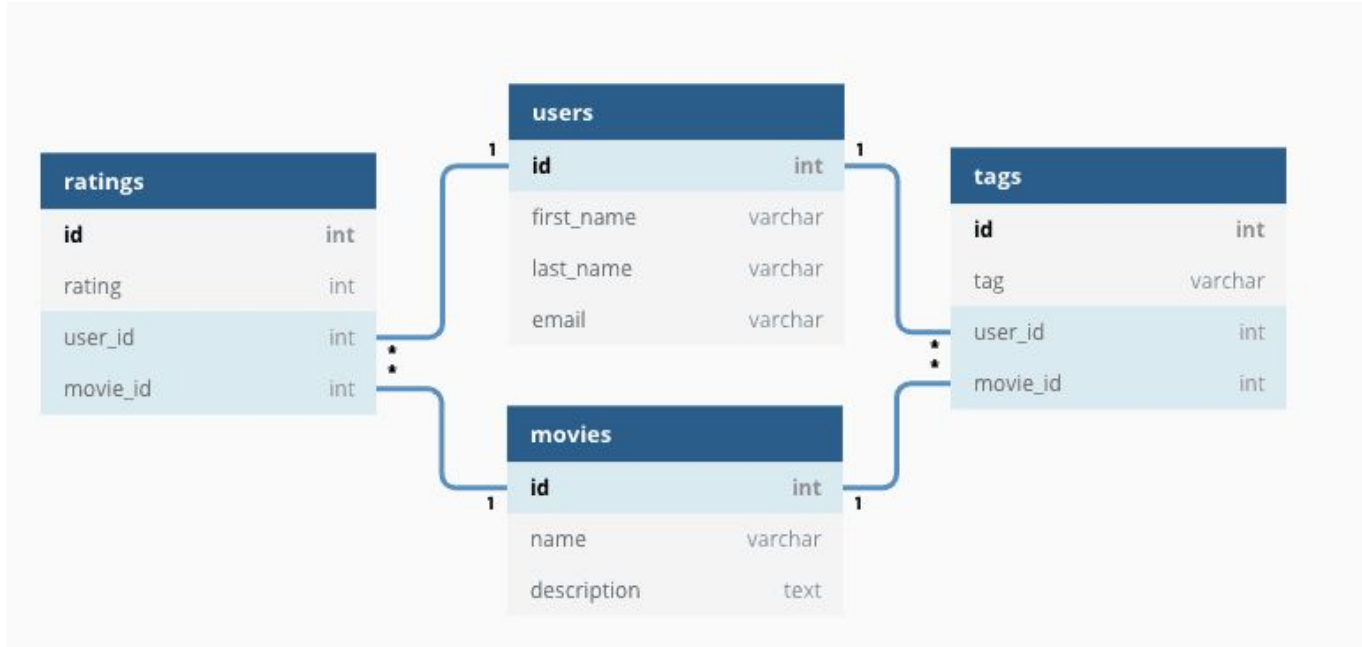 ratings
id int
rating int
user_id int
movie_id int
*
*
1
users
1
id int
first_name varchar
last_name varchar
email varchar
movies
1
id int
1
name varchar
description text
tags
id int
tag varchar
user_id int
movie_id int
*
*